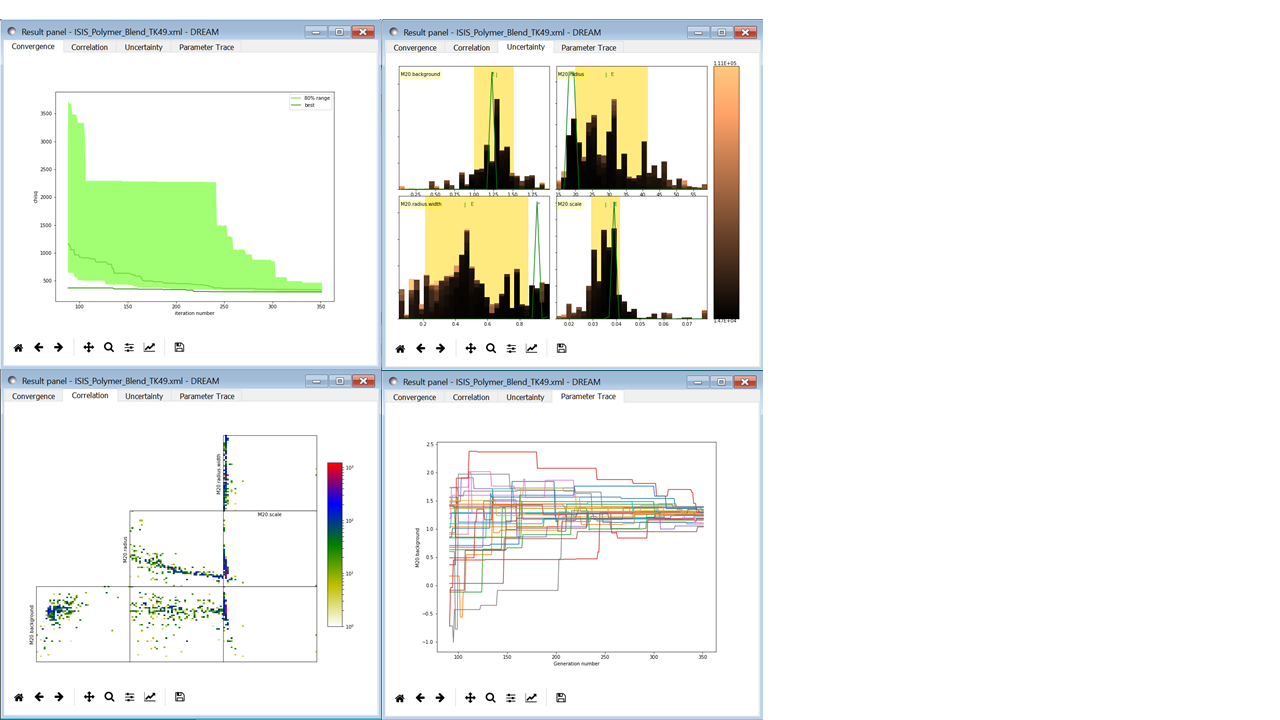 Result panel - ISIS_Polymer_Blend_TK49.xml - DREAM
Convergence Correlation Uncertainty Parameter Trace
80% range
best
3500
3000
2500
2000
1500
1000
500
chisq
100 150 200 250 300 350
iteration number
Result panel - ISIS_Polymer_Blend_TK49.xml - DREAM
Convergence Correlation Uncertainty Parameter Trace
1.11E+05
M20.background
M20.radius
0.25 0.50 0.75 1.00 1.25 1.50 1.75
15 20 25 30 35 40 45 50 55
M20.radius.width
M20.scale
0.2 0.4 0.6 0.8
0.02 0.03 0.04 0.05 0.06 0.07
1.47E+04
Result panel - ISIS_Polymer_Blend_TK49.xml - DREAM
Convergence Correlation Uncertainty Parameter Trace
M20.radius.width
M20.scale
M20.radius
M20.background
10³
10²
10¹
10⁰
Result panel - ISIS_Polymer_Blend_TK49.xml - DREAM
Convergence Correlation Uncertainty Parameter Trace
2.5
2.0
1.5
1.0
0.5
0.0
−0.5
−1.0
M20.background
100 150 200 250 300 350
Generation number